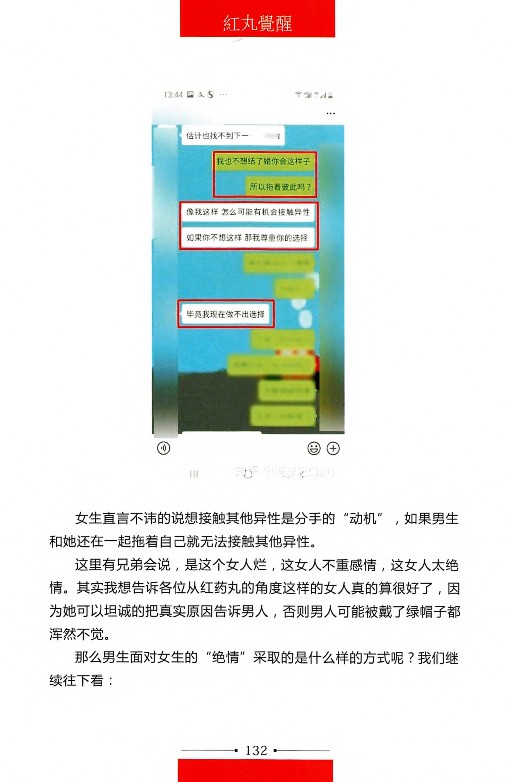 紅丸覺醒
13:44
估计也找不到下一
我也不想结了婚你会这样子
所以拖着彼此吗？
像我这样 怎么可能有机会接触异性
如果你不想这样 那我尊重你的选择
毕竟我现在做不出选择
女生直言不讳的说想接触其他异性是分手的“动机”，如果男生
和她还在一起拖着自己就无法接触其他异性。
这里有兄弟会说，是这个女人烂，这女人不重感情，这女人太绝
情。其实我想告诉各位从红药丸的角度这样的女人真的算很好了，因
为她可以坦诚的把真实原因告诉男人，否则男人可能被戴了绿帽子都
浑然不觉。
那么男生面对女生的“绝情”采取的是什么样的方式呢？我们继
续往下看：
132